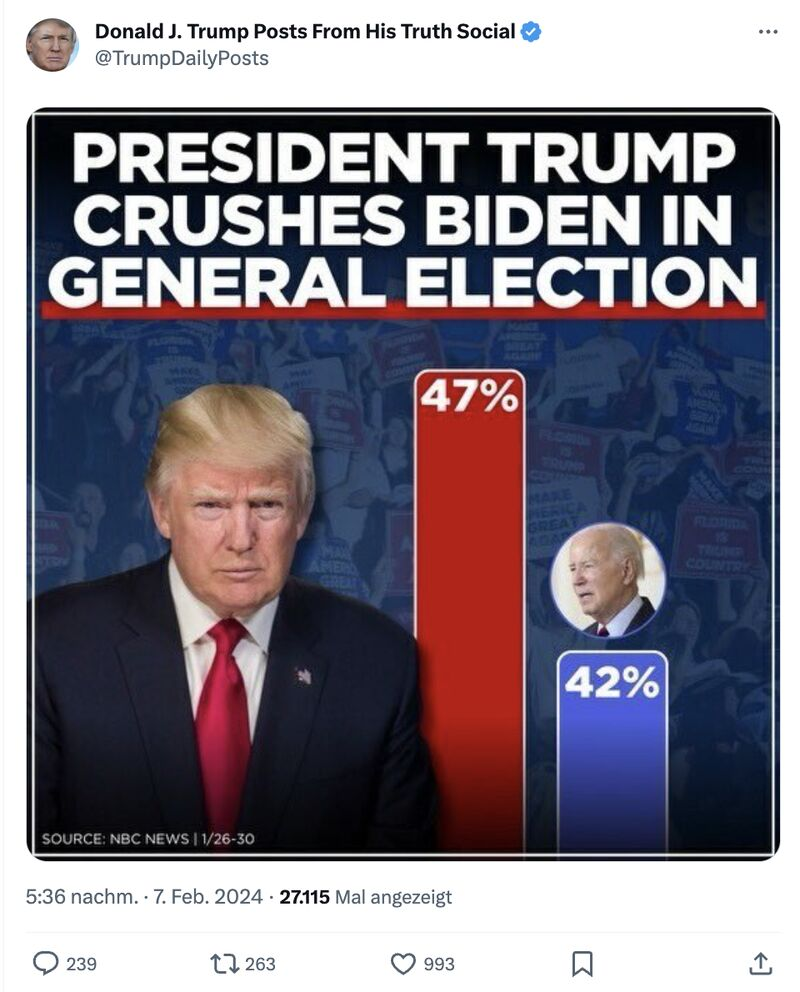 Donald J. Trump Posts From His Truth Social
@TrumpDailyPosts
PRESIDENT TRUMP
CRUSHES BIDEN IN
GENERAL ELECTION
47%
42%
SOURCE: NBC NEWS | 1/26-30
5:36 nachm. · 7. Feb. 2024 · 27.115 Mal angezeigt
239
263
993